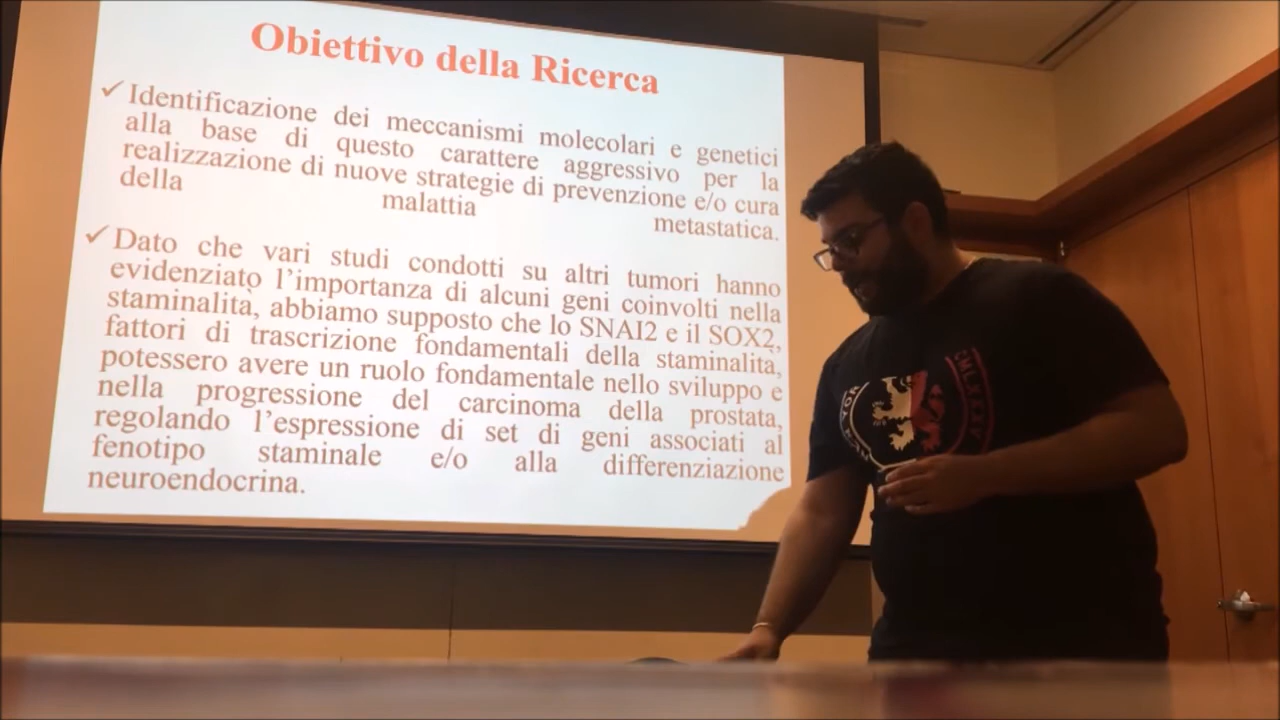 Obiettivo della Ricerca
✓ Identificazione dei meccanismi molecolari e genetici
alla base di questo carattere aggressivo per la
realizzazione di nuove strategie di prevenzione e/o cura
della malattia metastatica.
✓ Dato che vari studi condotti su altri tumori hanno
evidenziato l'importanza di alcuni geni coinvolti nella
staminalità, abbiamo supposto che lo SNAI2 e il SOX2,
fattori di trascrizione fondamentali della staminalità,
potessero avere un ruolo fondamentale nello sviluppo e
nella progressione del carcinoma della prostata,
regolando l'espressione di set di geni associati al
fenotipo staminale e/o alla differenziazione
neuroendocrina.